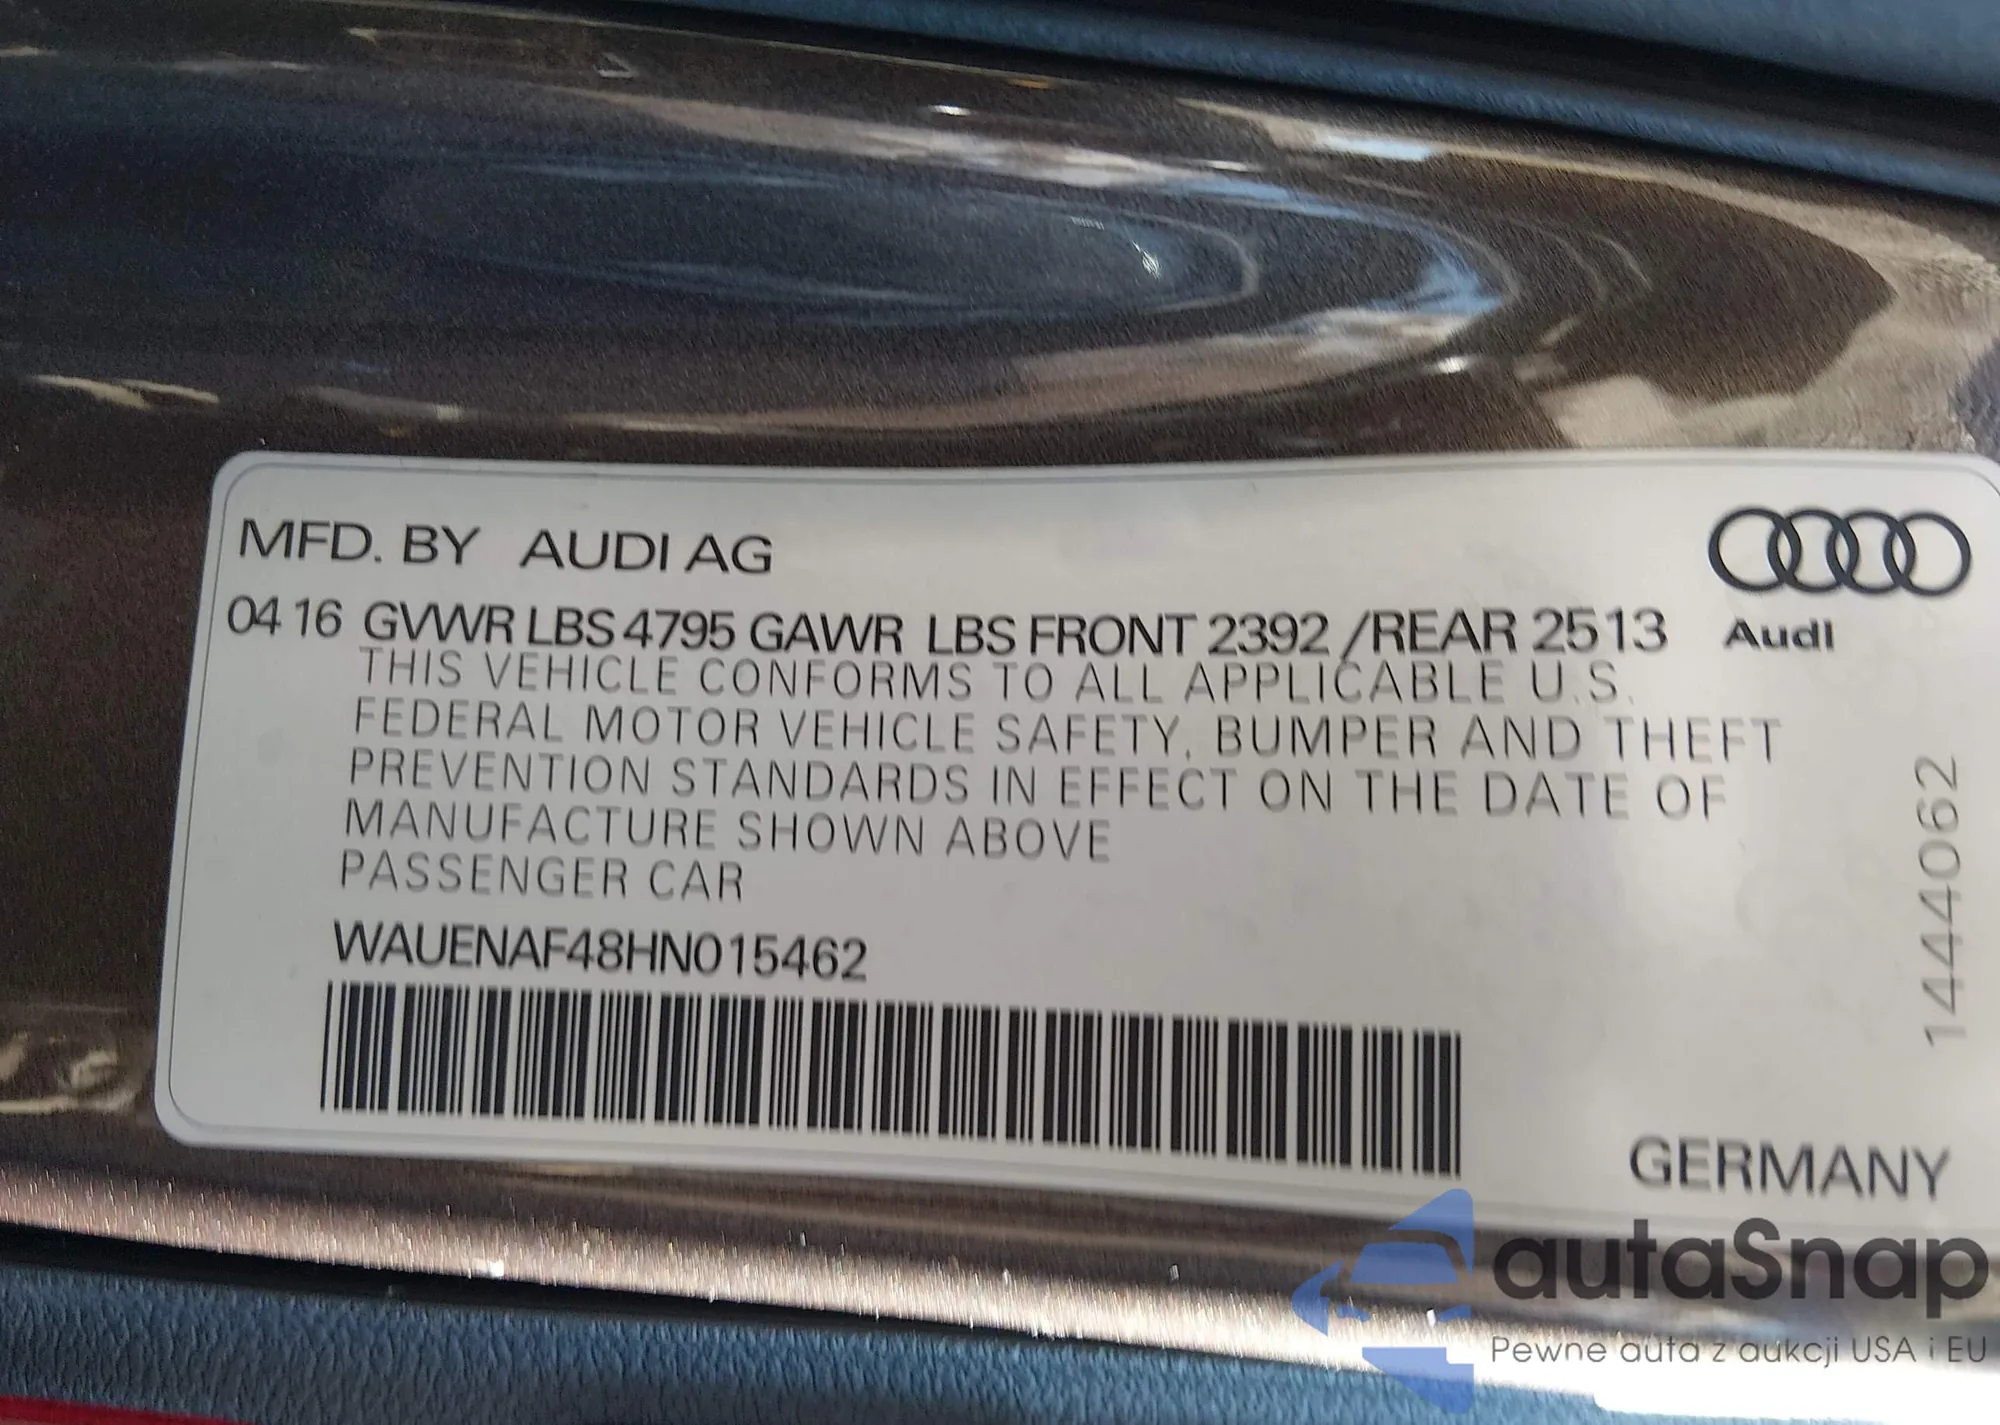 MFD. BY AUDI AG
04 16 GVWR LBS 4795 GAWR LBS FRONT 2392 /REAR 2513
Audi
THIS VEHICLE CONFORMS TO ALL APPLICABLE U.S.
FEDERAL MOTOR VEHICLE SAFETY, BUMPER AND THEFT
PREVENTION STANDARDS IN EFFECT ON THE DATE OF
MANUFACTURE SHOWN ABOVE
PASSENGER CAR
WAUENAF48HN015462
1444062
GERMANY
autaSnap
Pewne auta z aukcji USA i EU